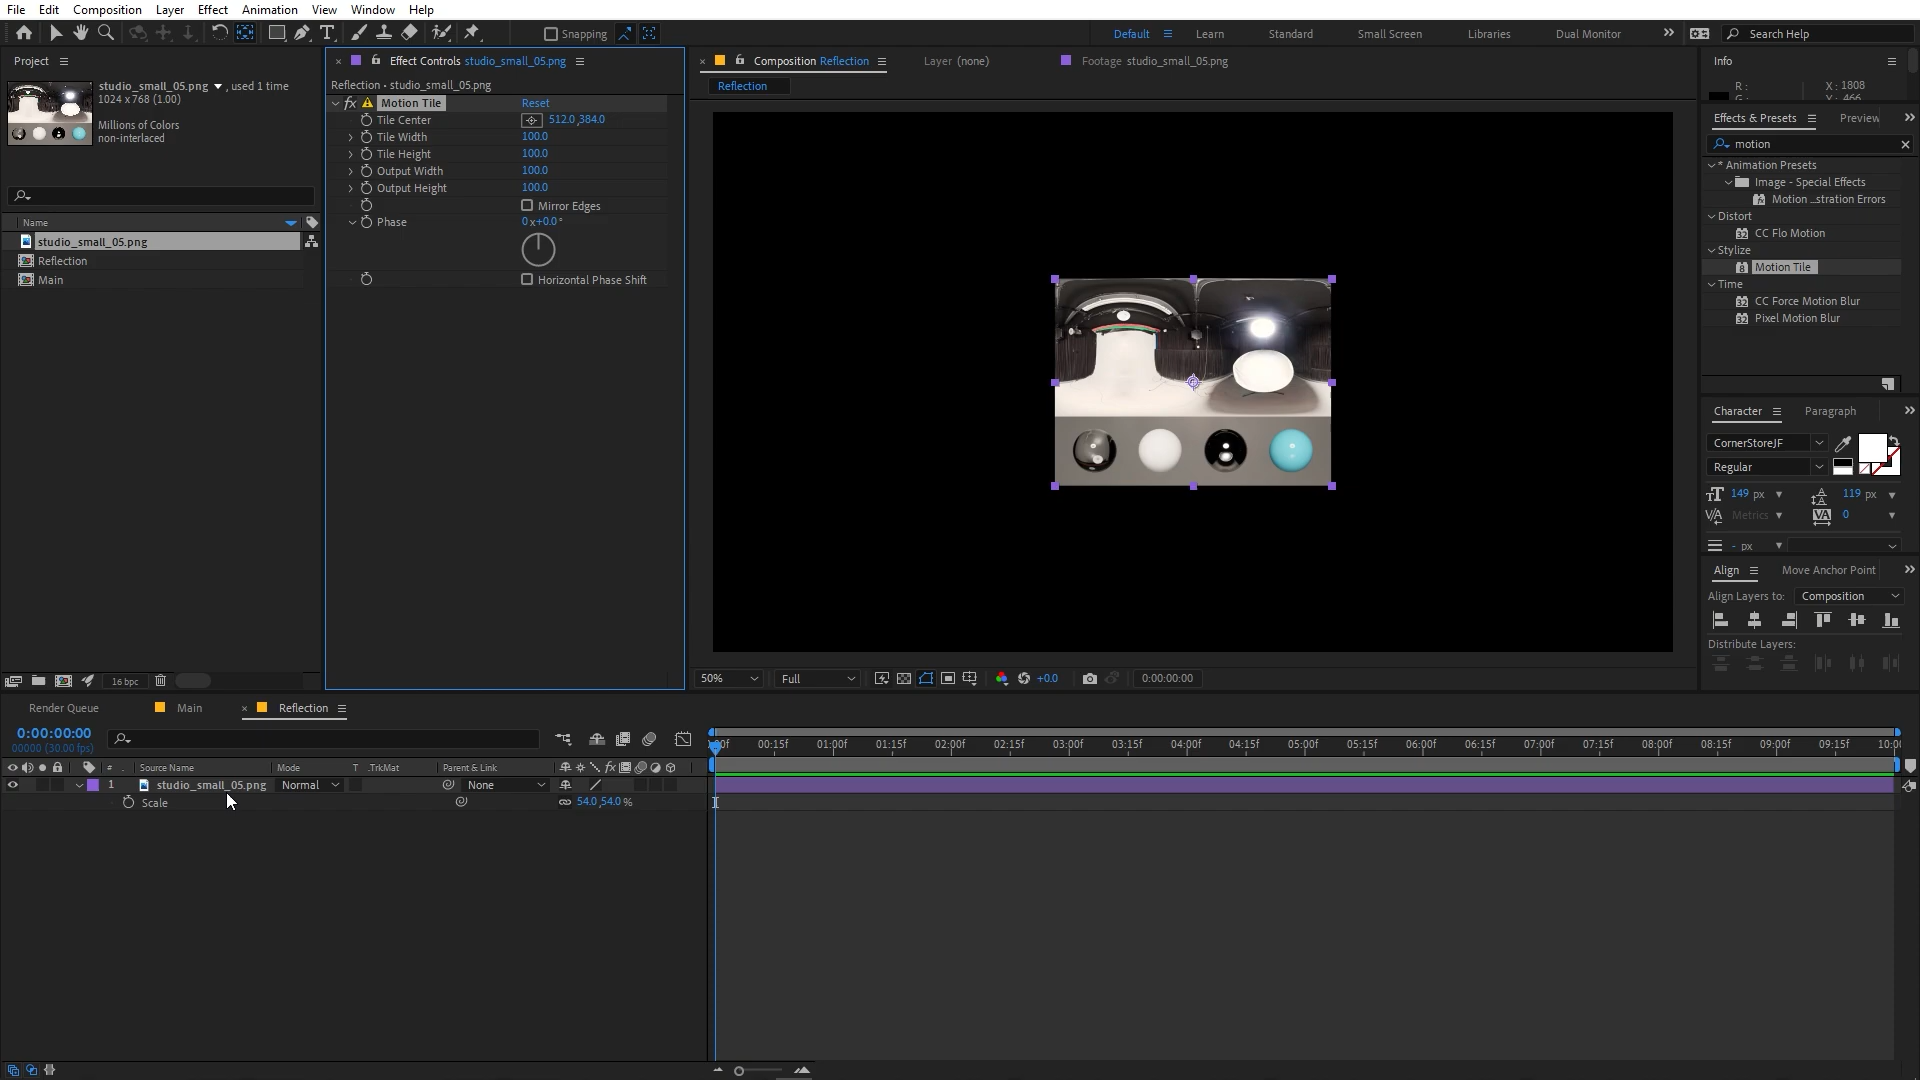 File Edit Composition Layer Effect Animation View Window Help
Snapping Default Learn Standard Small Screen Libraries Dual Monitor Search Help
Project
studio_small_05.png , used 1 time
1024 x 768 (1.00)
Millions of Colors
non-interlaced
Name
studio_small_05.png
Reflection
Main
16 bpc
Effect Controls studio_small_05.png
Reflection • studio_small_05.png
fx Motion Tile Reset
Tile Center 512.0,384.0
Tile Width 100.0
Tile Height 100.0
Output Width 100.0
Output Height 100.0
Mirror Edges
Phase 0x+0.0°
Horizontal Phase Shift
Composition Reflection Layer (none) Footage studio_small_05.png
Reflection
50% Full +0.0 0:00:00:00
Info
R : X : 1808
Y : 466
Effects & Presets Preview
motion
* Animation Presets
Image - Special Effects
Motion ...stration Errors
Distort
32 CC Flo Motion
Stylize
8 Motion Tile
Time
32 CC Force Motion Blur
32 Pixel Motion Blur
Character Paragraph
CornerStoreJF
Regular
149 px 119 px
Metrics 0
- px
Align Move Anchor Point
Align Layers to: Composition
Distribute Layers:
Render Queue Main Reflection
0:00:00:00
00000 (30.00 fps)
# Source Name Mode T .TrkMat Parent & Link fx
1 studio_small_05.png Normal None
Scale 54.0,54.0 %
:00f 00:15f 01:00f 01:15f 02:00f 02:15f 03:00f 03:15f 04:00f 04:15f 05:00f 05:15f 06:00f 06:15f 07:00f 07:15f 08:00f 08:15f 09:00f 09:15f 10:00